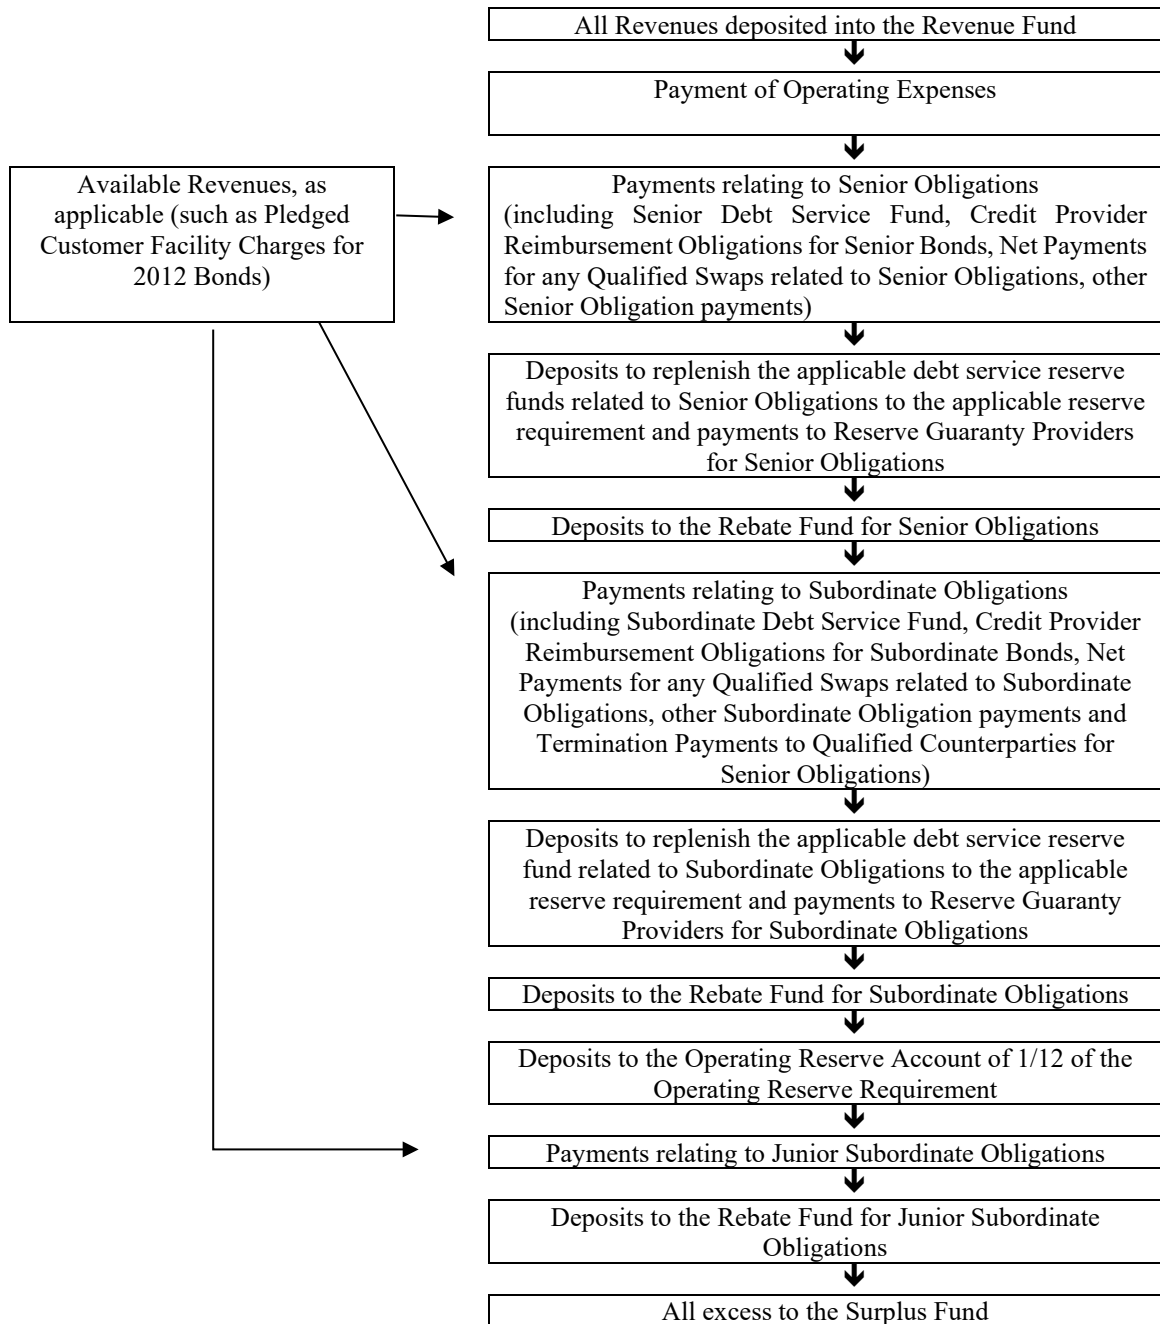 All Revenues deposited into the Revenue Fund
Payment of Operating Expenses
Available Revenues, as
applicable (such as Pledged
Customer Facility Charges for
2012 Bonds)
Payments relating to Senior Obligations
(including Senior Debt Service Fund, Credit Provider
Reimbursement Obligations for Senior Bonds, Net Payments
for any Qualified Swaps related to Senior Obligations, other
Senior Obligation payments)
Deposits to replenish the applicable debt service reserve
funds related to Senior Obligations to the applicable reserve
requirement and payments to Reserve Guaranty Providers
for Senior Obligations
Deposits to the Rebate Fund for Senior Obligations
Payments relating to Subordinate Obligations
(including Subordinate Debt Service Fund, Credit Provider
Reimbursement Obligations for Subordinate Bonds, Net
Payments for any Qualified Swaps related to Subordinate
Obligations, other Subordinate Obligation payments and
Termination Payments to Qualified Counterparties for
Senior Obligations)
Deposits to replenish the applicable debt service reserve
fund related to Subordinate Obligations to the applicable
reserve requirement and payments to Reserve Guaranty
Providers for Subordinate Obligations
Deposits to the Rebate Fund for Subordinate Obligations
Deposits to the Operating Reserve Account of 1/12 of the
Operating Reserve Requirement
Payments relating to Junior Subordinate Obligations
Deposits to the Rebate Fund for Junior Subordinate
Obligations
All excess to the Surplus Fund